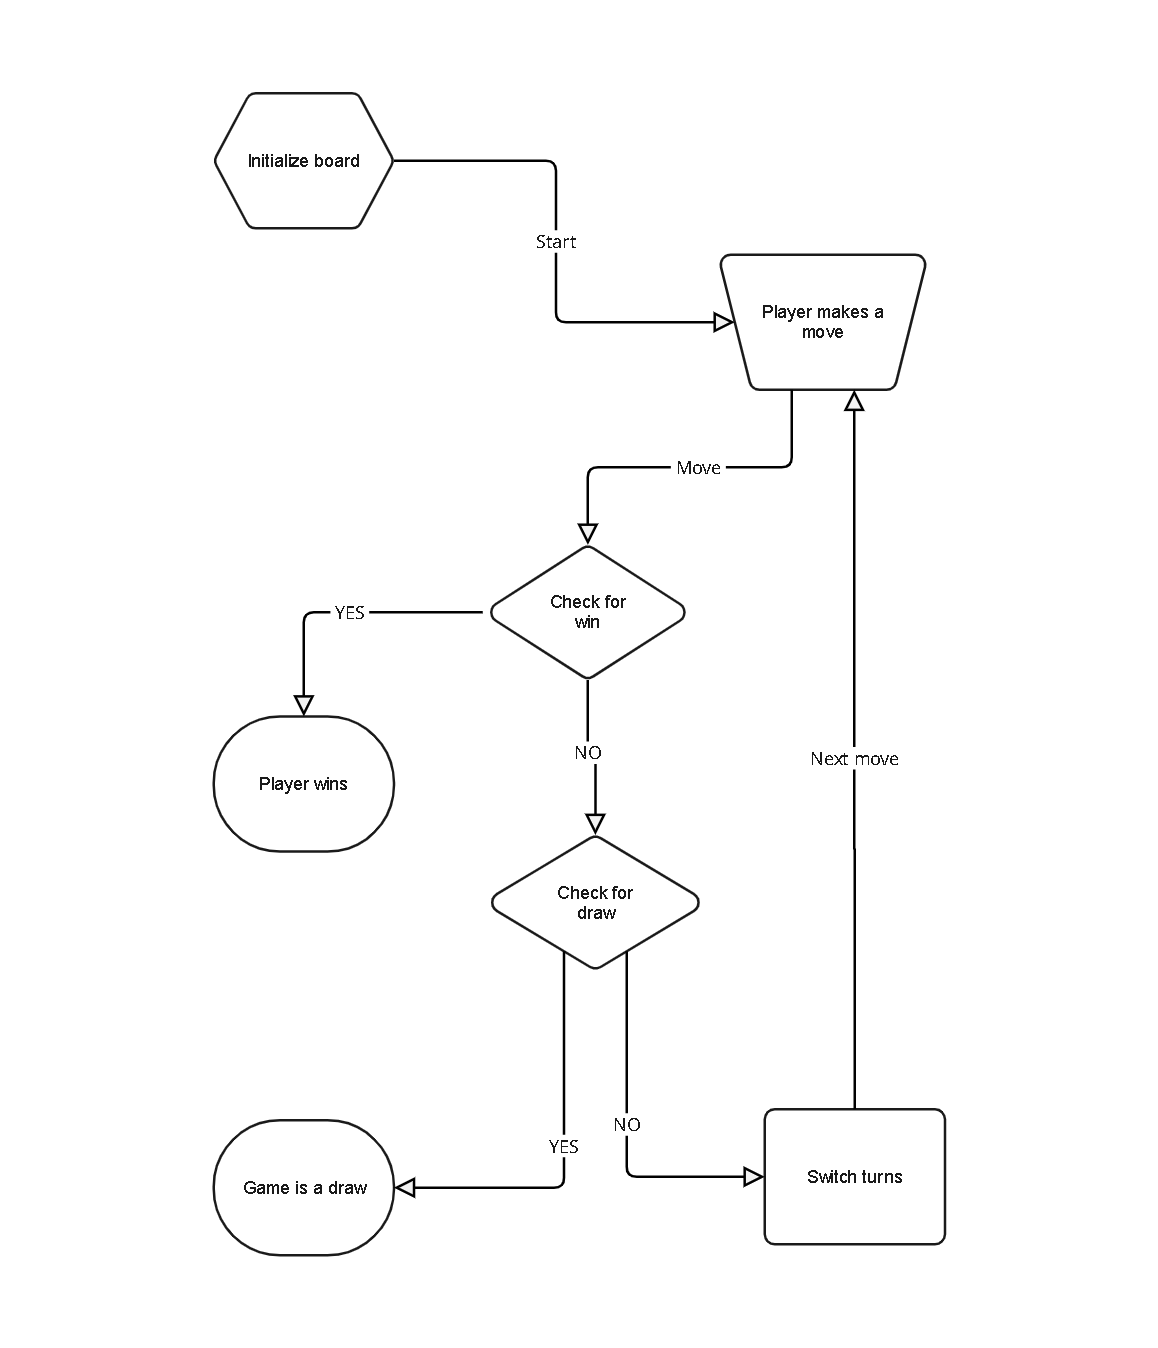 Initialize board
Start
Player makes a
move
Move
Check for
win
YES
NO
Player wins
Next move
Check for
draw
NO
YES
Switch turns
Game is a draw